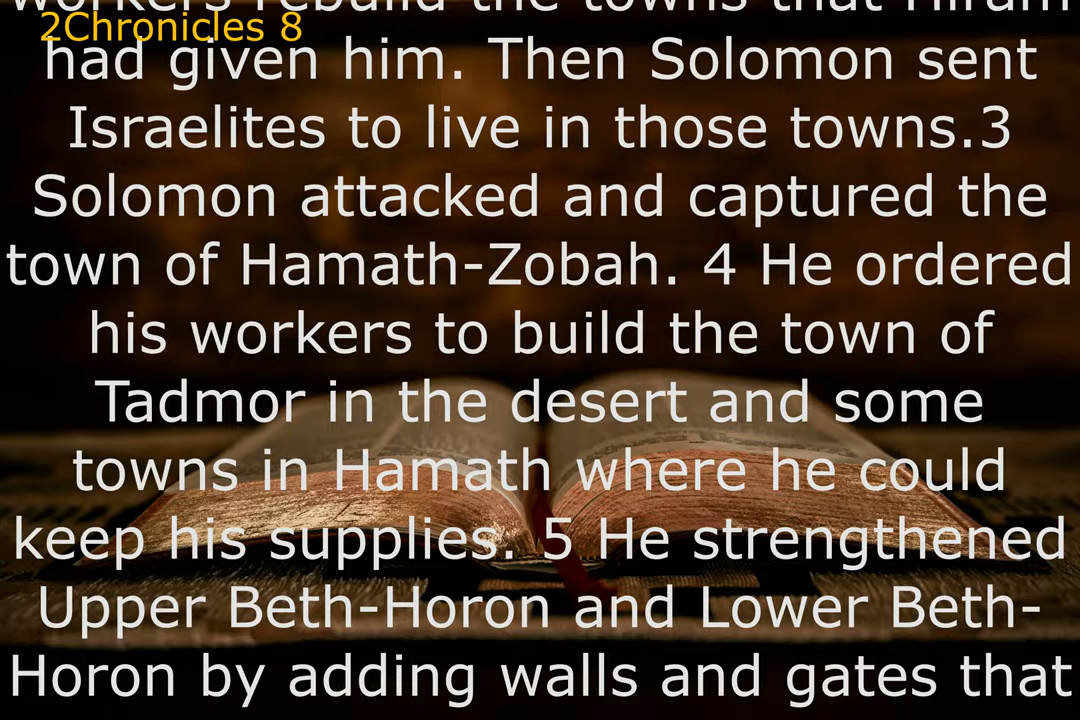 workers rebuild the towns that Hiram
2Chronicles 8
had given him. Then Solomon sent
Israelites to live in those towns.3
Solomon attacked and captured the
town of Hamath-Zobah. 4 He ordered
his workers to build the town of
Tadmor in the desert and some
towns in Hamath where he could
keep his supplies. 5 He strengthened
Upper Beth-Horon and Lower Beth-
Horon by adding walls and gates that